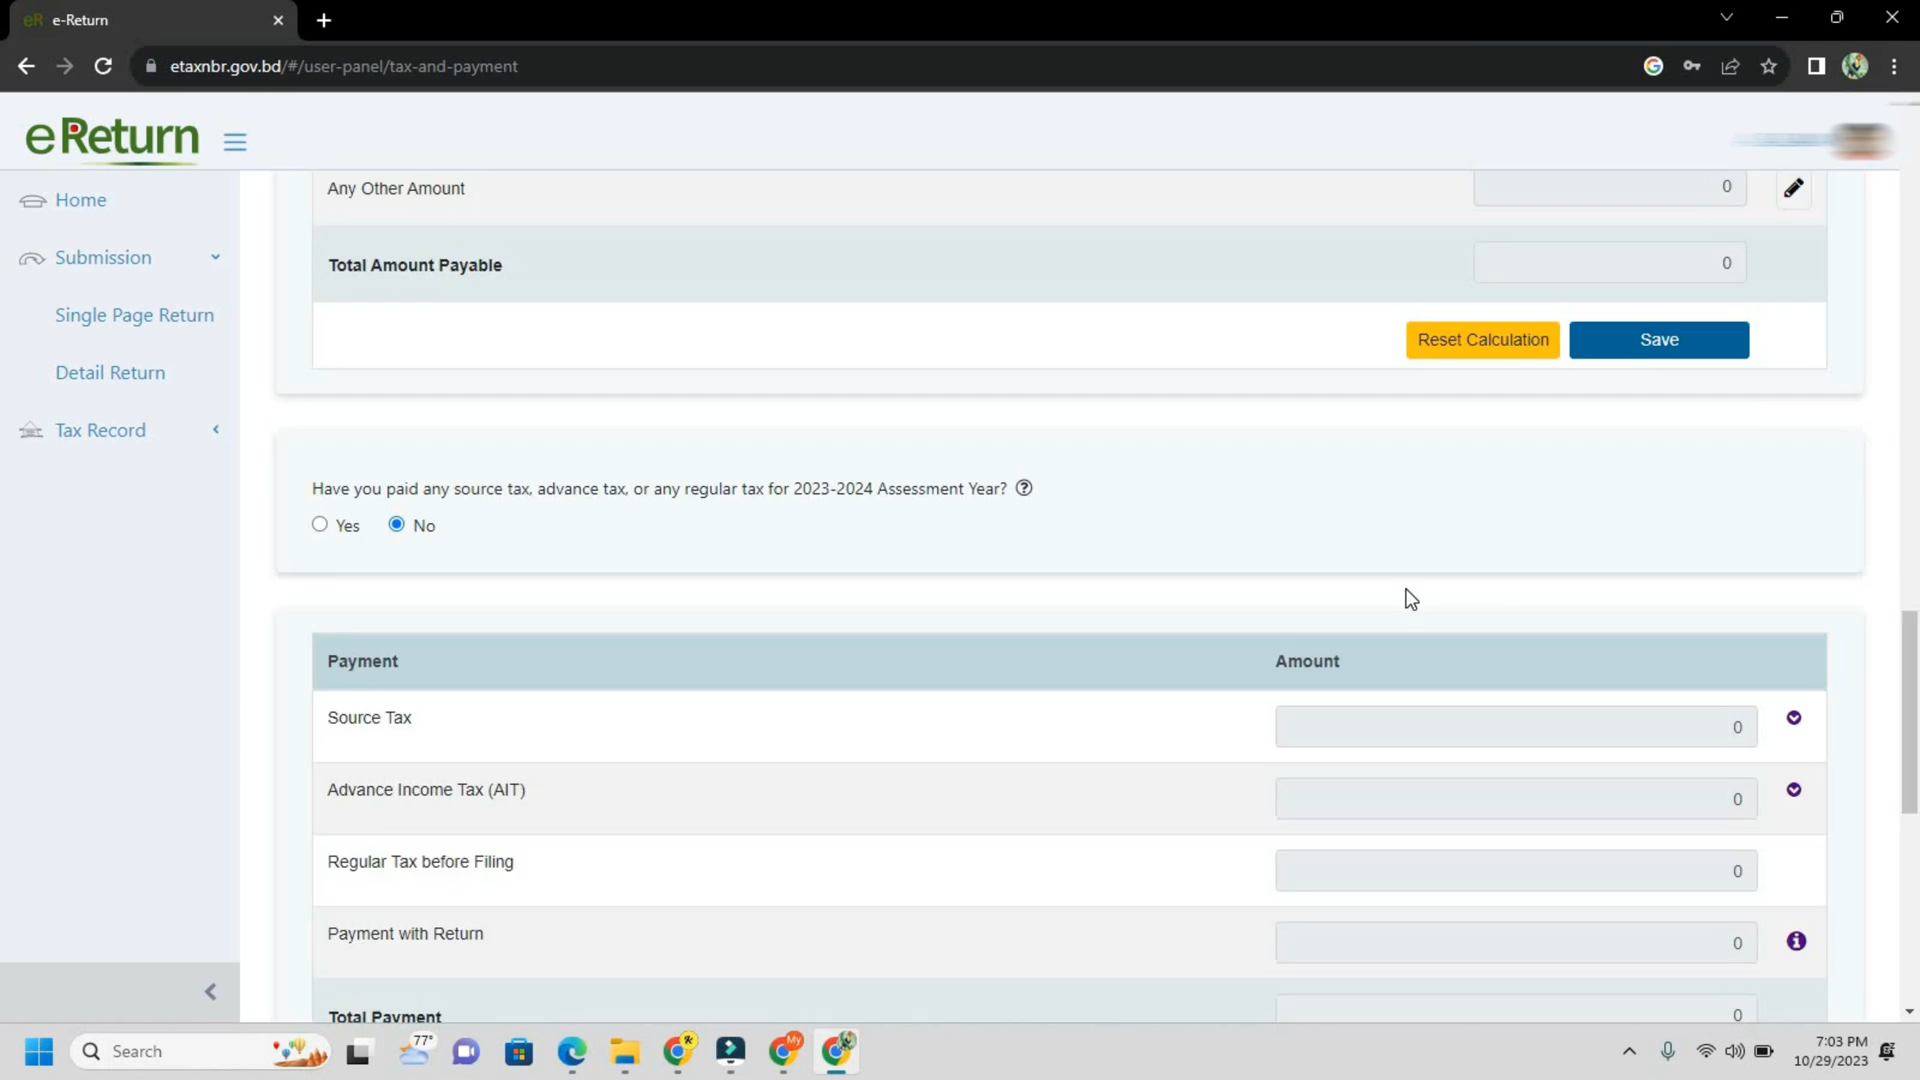 eR e-Return
etaxnbr.gov.bd/#/user-panel/tax-and-payment
eReturn
Home
Submission
Single Page Return
Detail Return
Tax Record
Any Other Amount 0
Total Amount Payable 0
Reset Calculation Save
Have you paid any source tax, advance tax, or any regular tax for 2023-2024 Assessment Year?
Yes No
Payment Amount
Source Tax 0
Advance Income Tax (AIT) 0
Regular Tax before Filing 0
Payment with Return 0
Total Payment 0
Search 77° My 7:03 PM
10/29/2023